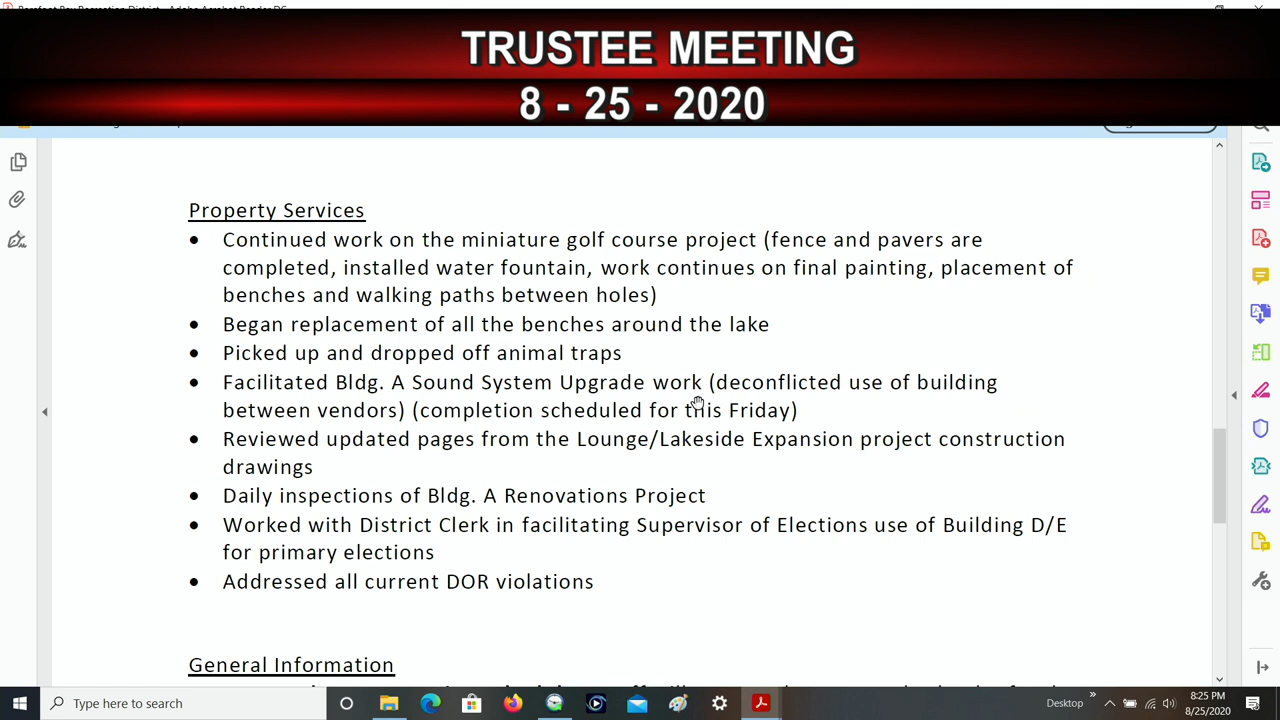 TRUSTEE MEETING
8 - 25 - 2020
Property Services
• Continued work on the miniature golf course project (fence and pavers are
completed, installed water fountain, work continues on final painting, placement of
benches and walking paths between holes)
• Began replacement of all the benches around the lake
• Picked up and dropped off animal traps
• Facilitated Bldg. A Sound System Upgrade work (deconflicted use of building
between vendors) (completion scheduled for this Friday)
• Reviewed updated pages from the Lounge/Lakeside Expansion project construction
drawings
• Daily inspections of Bldg. A Renovations Project
• Worked with District Clerk in facilitating Supervisor of Elections use of Building D/E
for primary elections
• Addressed all current DOR violations
General Information
Type here to search
Desktop
8:25 PM
8/25/2020